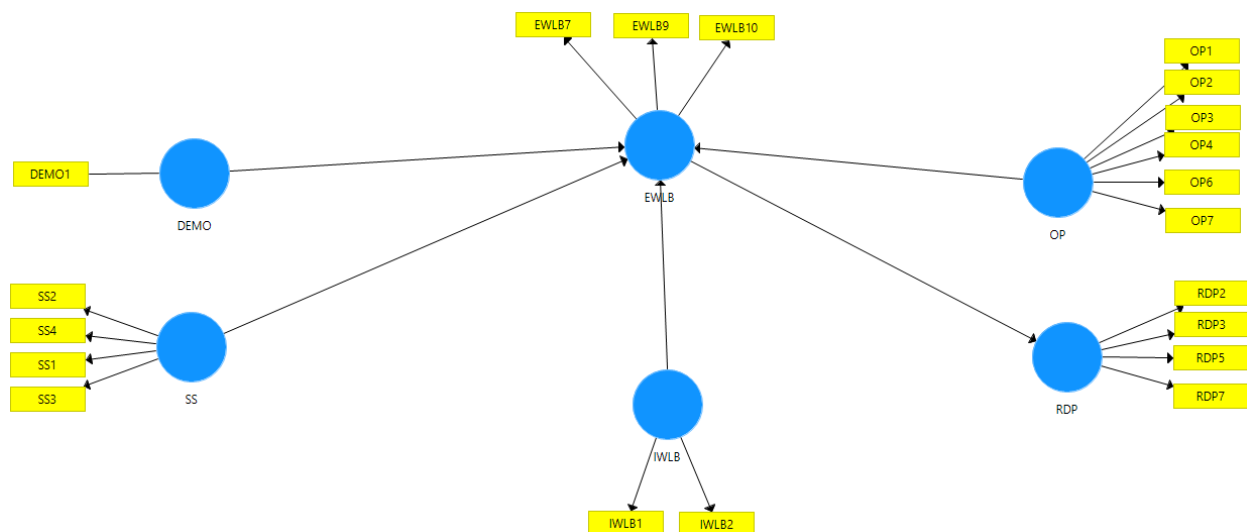 EWLB7
EWLB9
EWLB10
OP1
OP2
OP3
OP4
OP6
OP7
DEMO1
DEMO
EWLB
OP
SS2
SS4
SS1
SS3
SS
RDP2
RDP3
RDP5
RDP7
RDP
IWLB
IWLB1
IWLB2